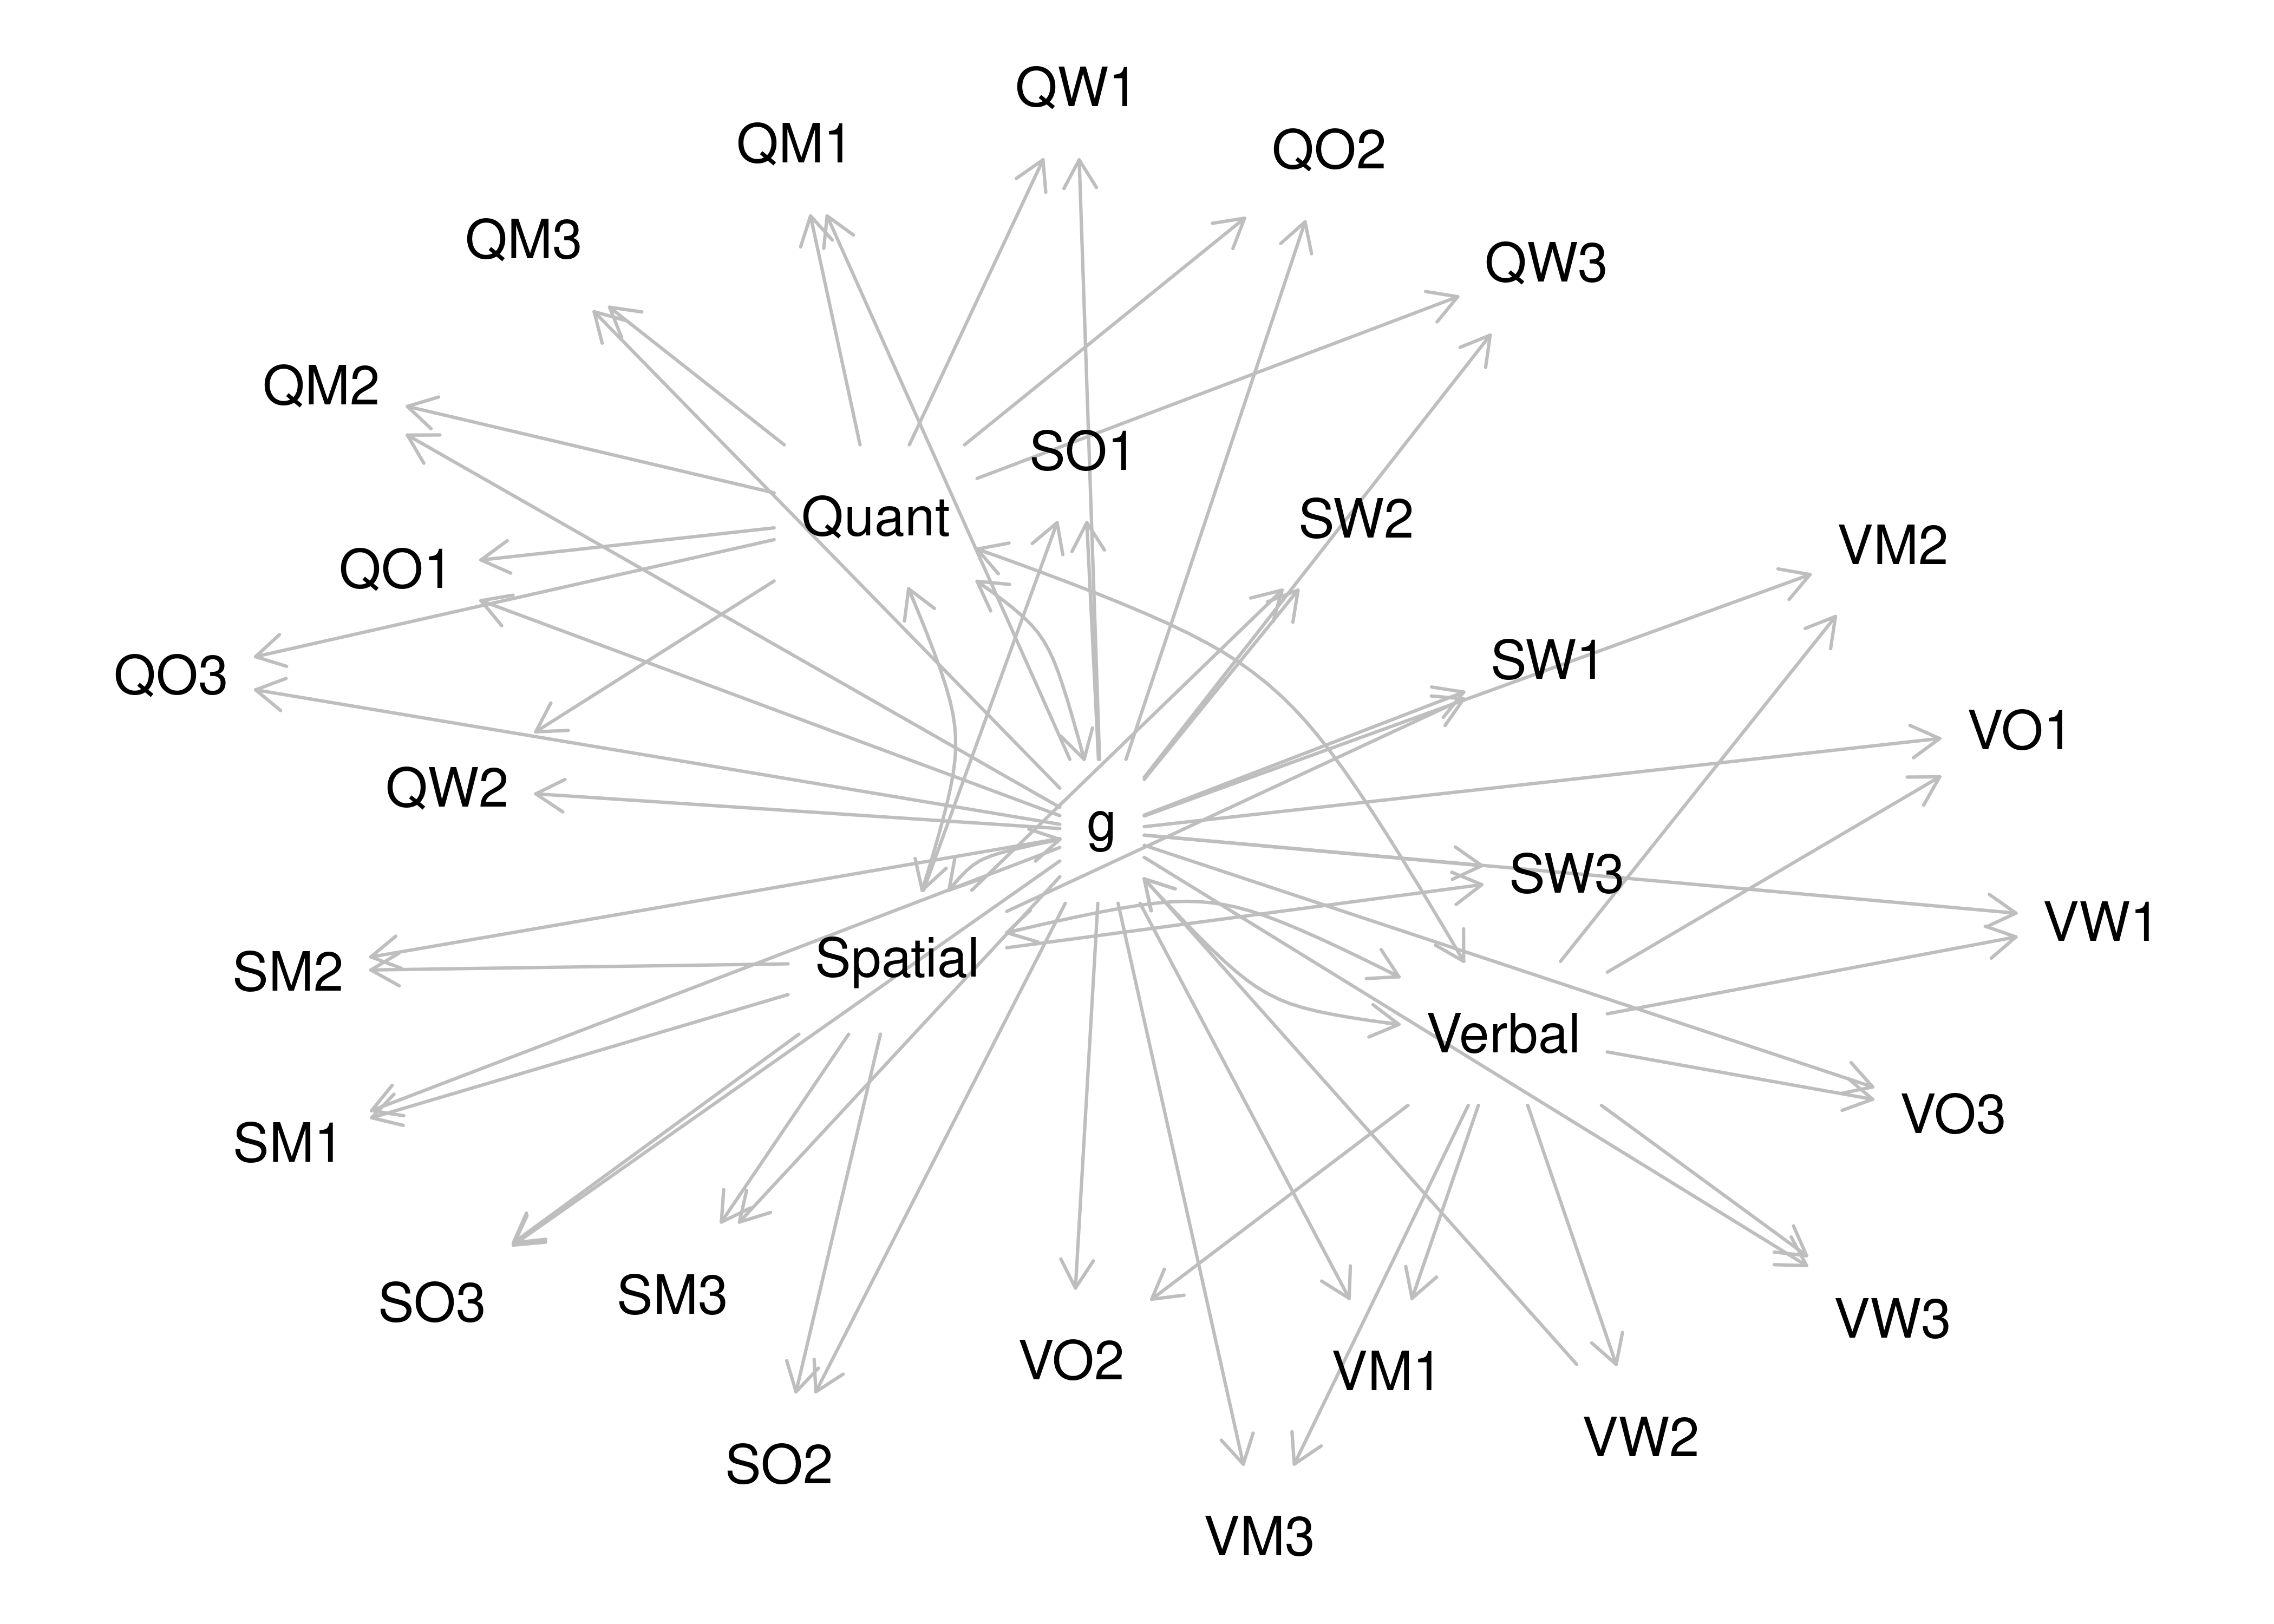 QW1
QM1
QO2
QM3
QW3
QM2
SO1
Quant
SW2
VM2
QO1
SW1
QO3
VO1
QW2
g
SW3
VW1
Spatial
SM2
Verbal
VO3
SM1
SM3
SO3
VW3
VO2
VM1
VW2
SO2
VM3